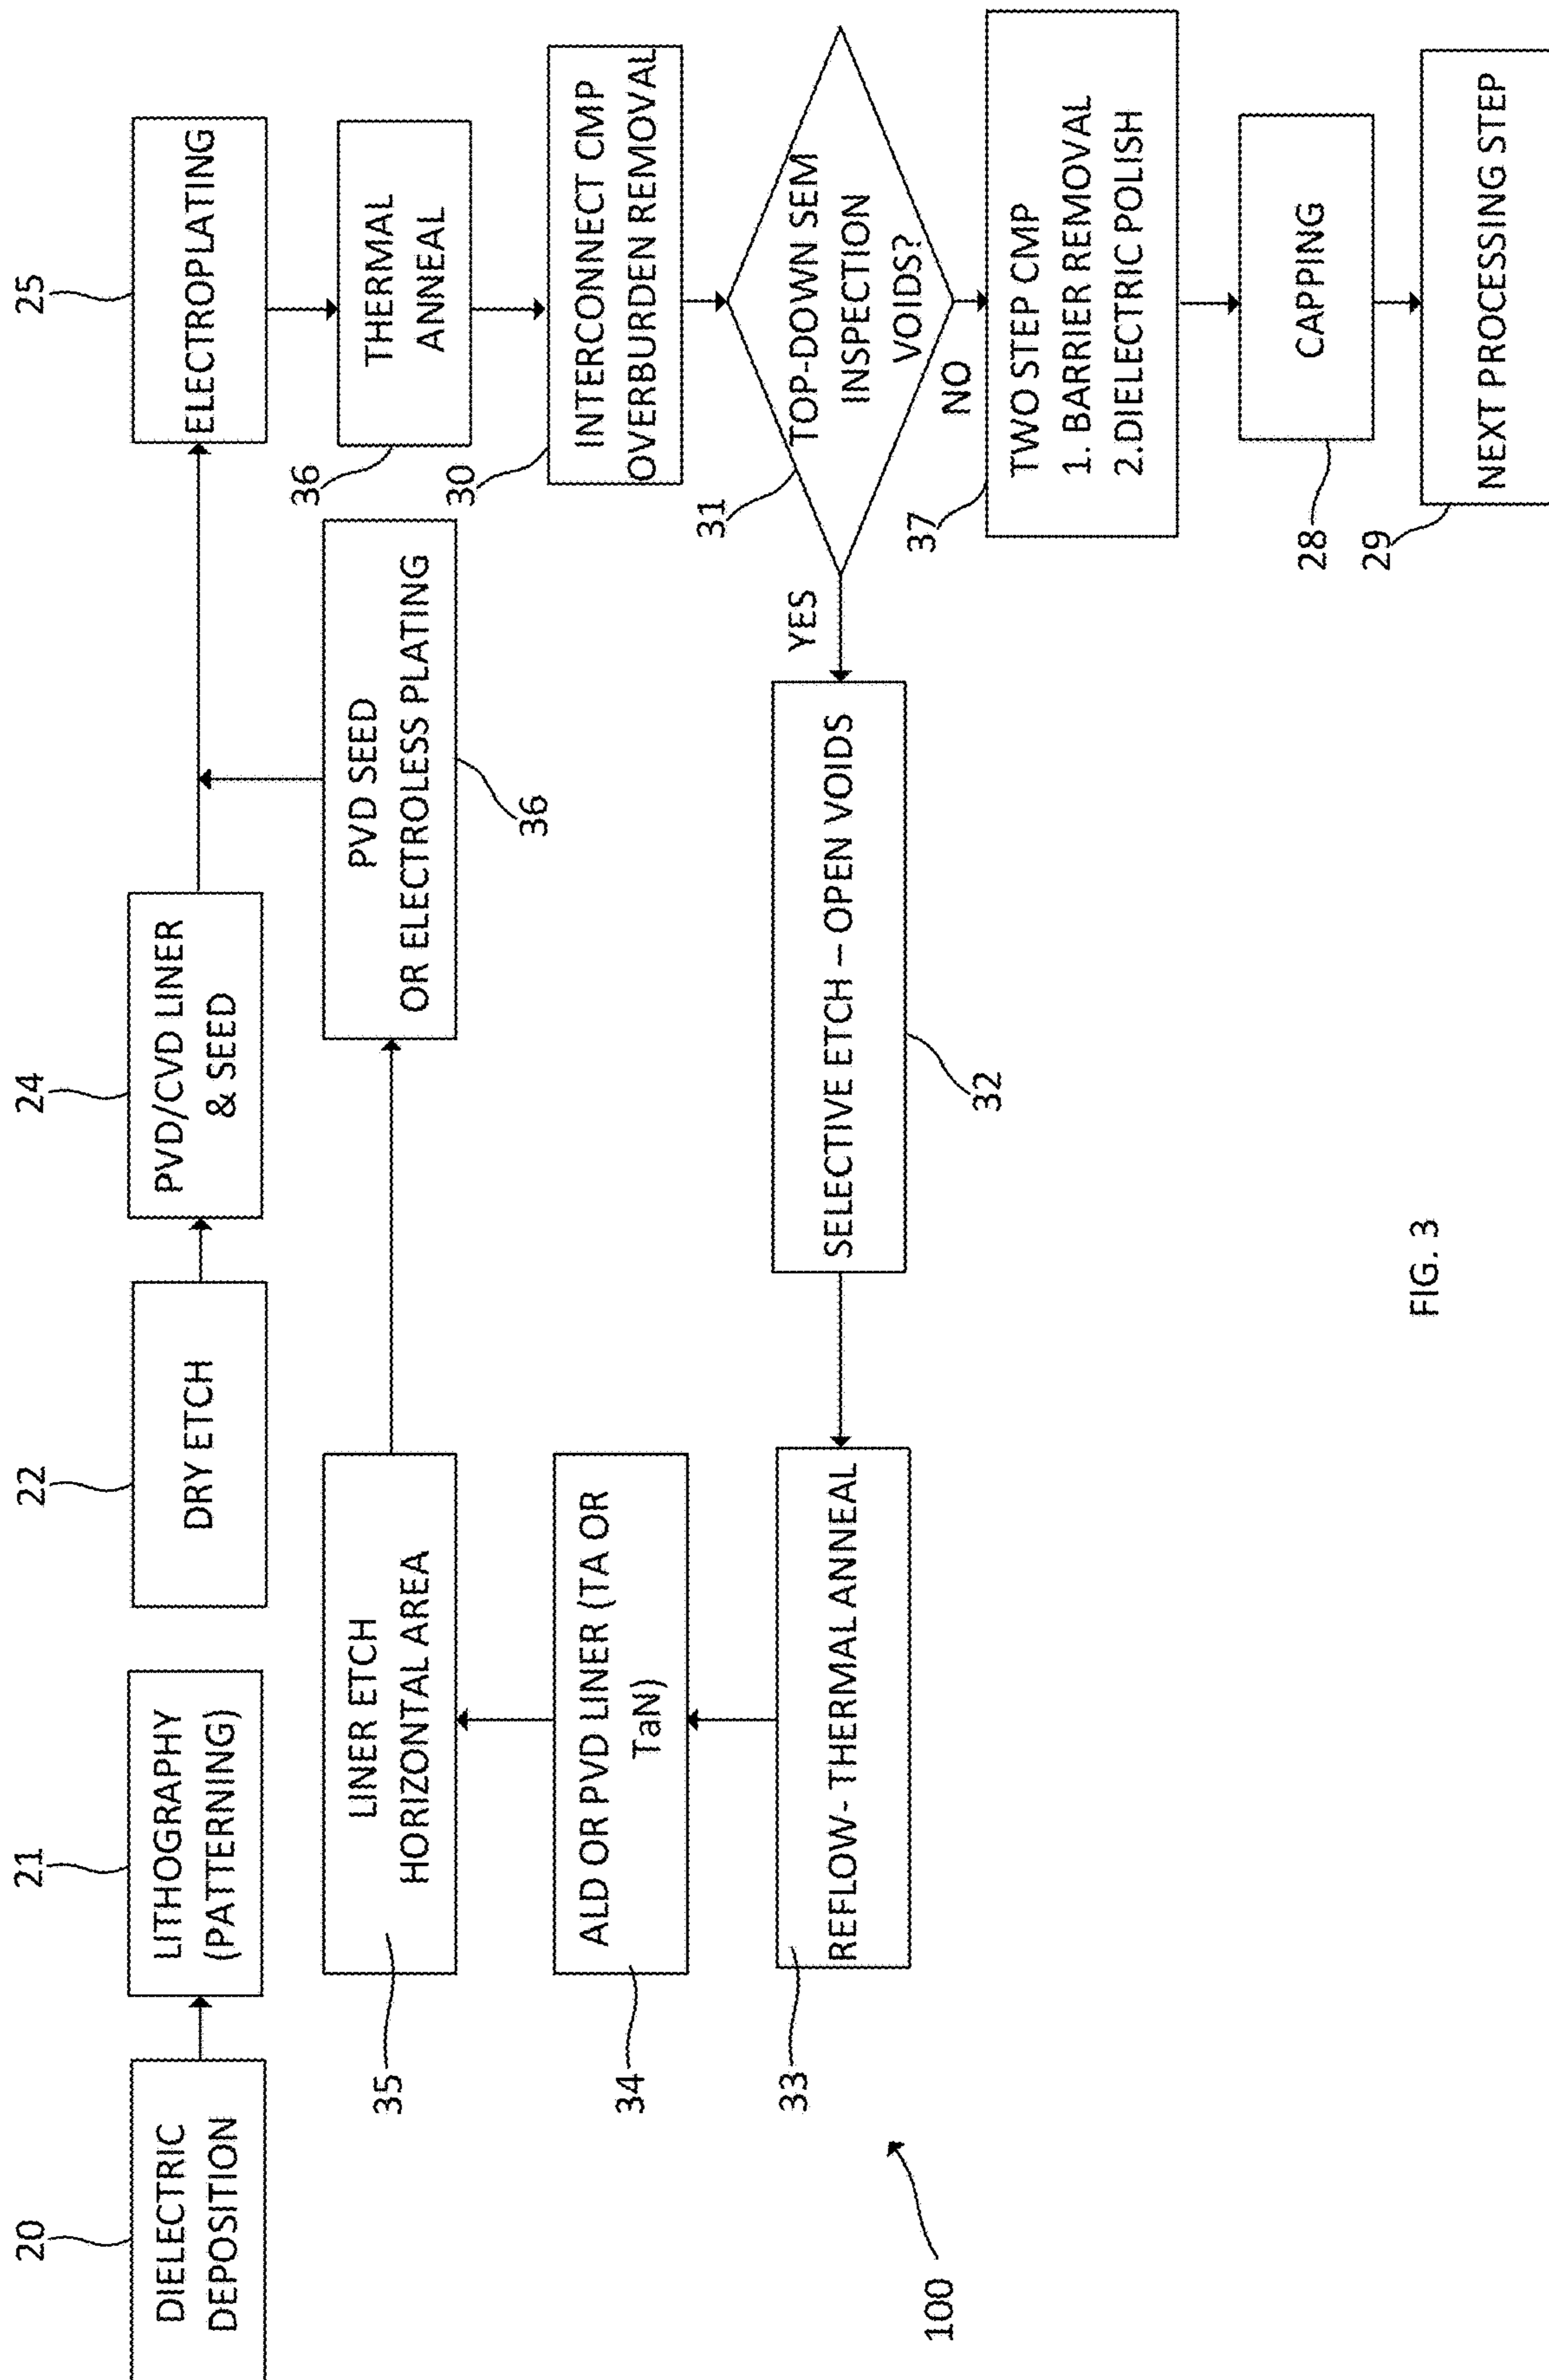 20
DIELECTRIC
DEPOSITION
21
LITHOGRAPHY
(PATTERNING)
22
DRY ETCH
24
PVD/CVD LINER
& SEED
25
ELECTROPLATING
35
LINER ETCH
HORIZONTAL AREA
PVD SEED
OR ELECTROLESS PLATING
36
36
THERMAL
ANNEAL
34
ALD OR PVD LINER (TA OR
TaN)
30
INTERCONNECT CMP
OVERBURDEN REMOVAL
33
REFLOW- THERMAL ANNEAL
SELECTIVE ETCH – OPEN VOIDS
32
YES
31
TOP-DOWN SEM
INSPECTION
VOIDS?
NO
100
37
TWO STEP CMP
1. BARRIER REMOVAL
2.DIELECTRIC POLISH
28
CAPPING
29
NEXT PROCESSING STEP
FIG. 3